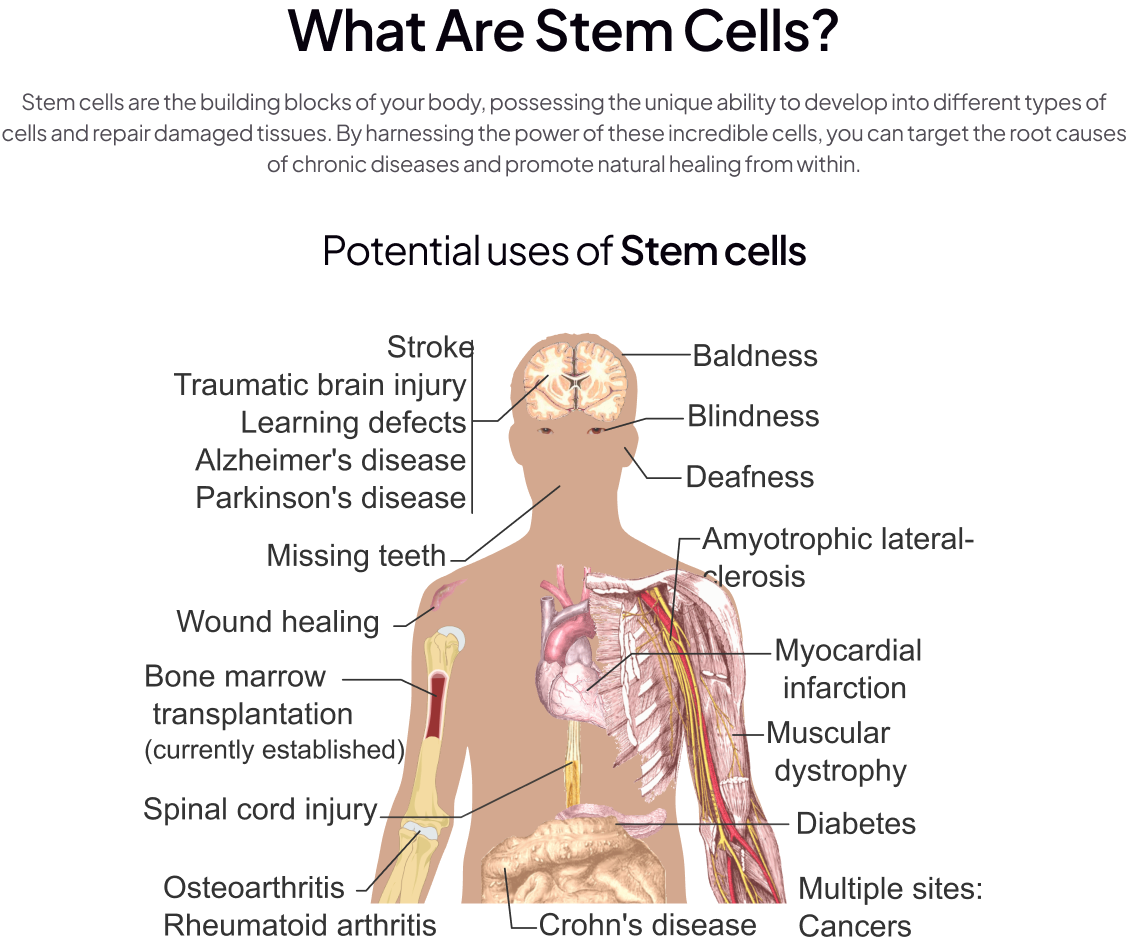 What Are Stem Cells?
Stem cells are the building blocks of your body, possessing the unique ability to develop into different types of
cells and repair damaged tissues. By harnessing the power of these incredible cells, you can target the root causes
of chronic diseases and promote natural healing from within.
Potential uses of Stem cells
Stroke
Traumatic brain injury
Learning defects
Alzheimer's disease
Parkinson's disease
Missing teeth
Wound healing
Bone marrow
transplantation
(currently established)
Spinal cord injury
Osteoarthritis
Rheumatoid arthritis
Baldness
Blindness
Deafness
Amyotrophic lateral-
clerosis
Myocardial
infarction
Muscular
dystrophy
Diabetes
Crohn's disease
Multiple sites:
Cancers